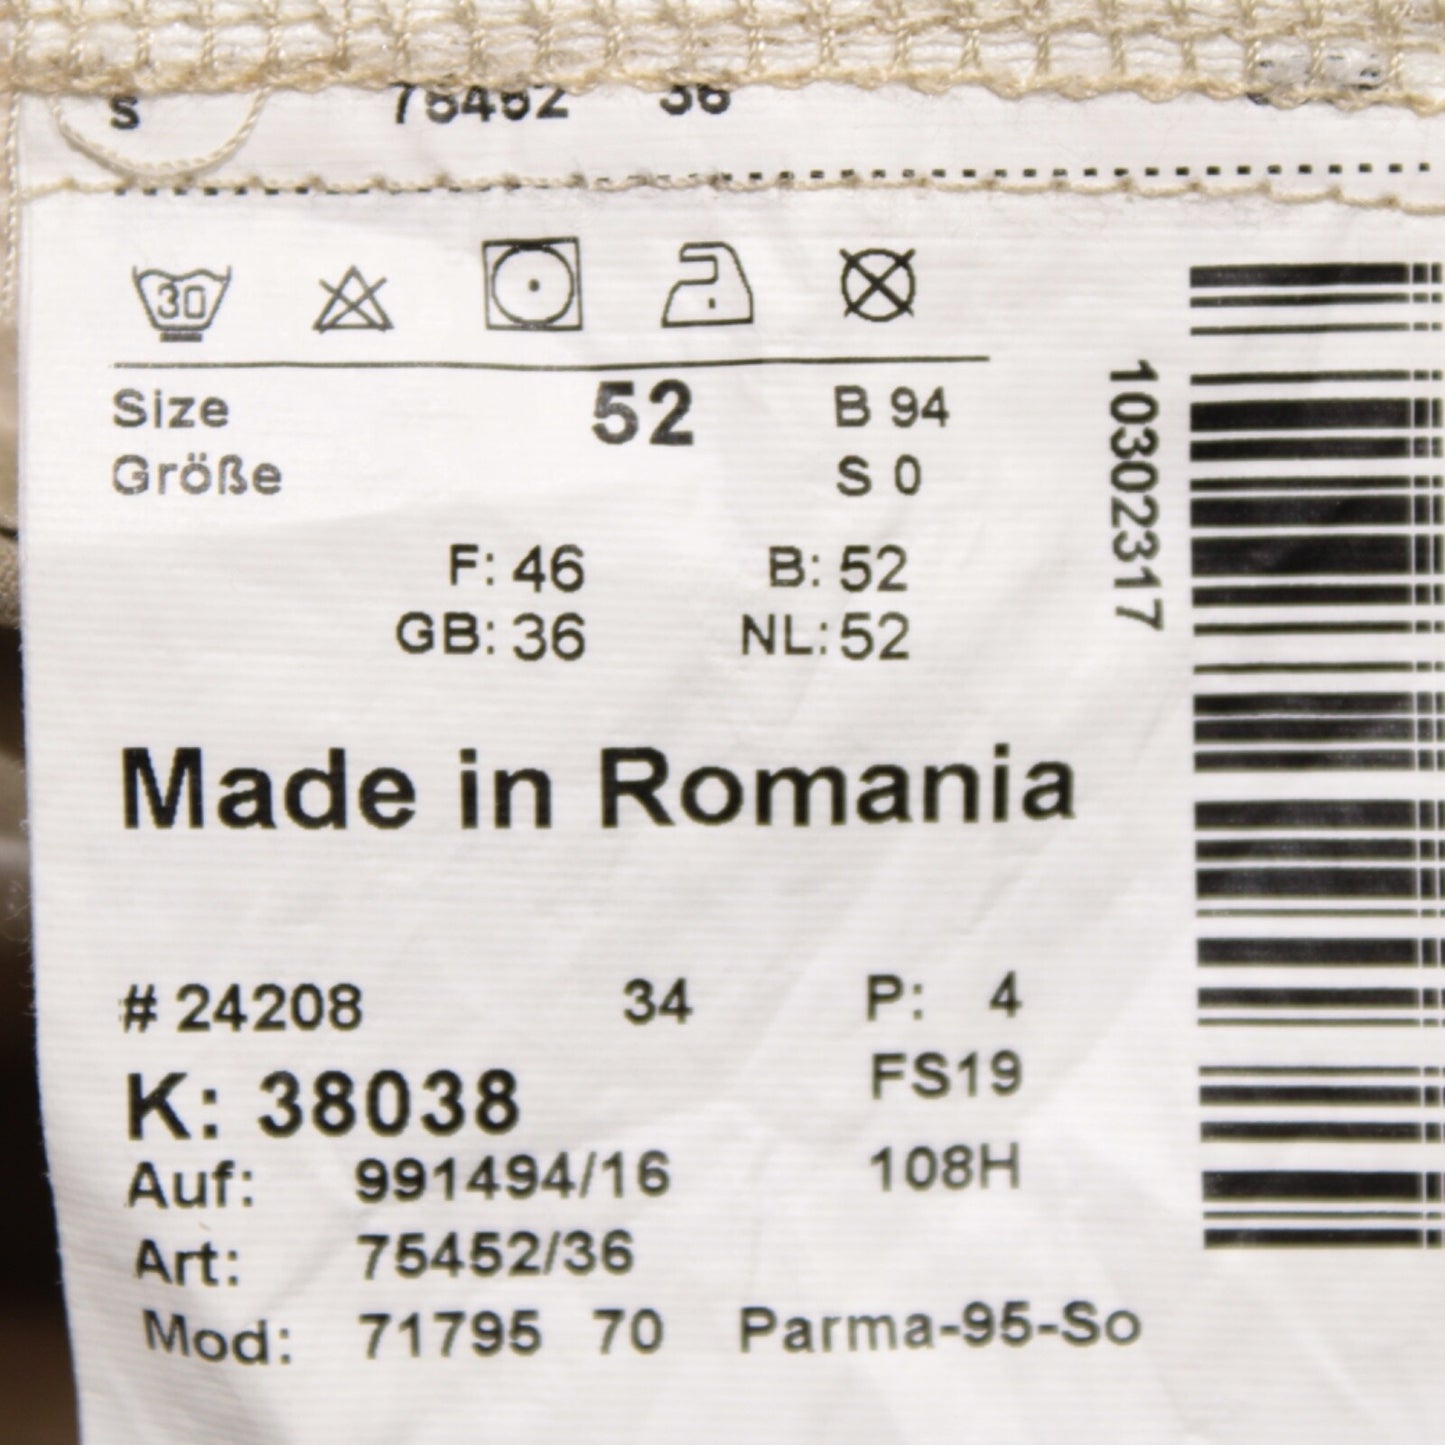 s 75452 36
30
Size 52 B 94
Größe S 0
F: 46 B: 52
GB: 36 NL: 52
10302317
Made in Romania
# 24208 34 P: 4
K: 38038 FS19
Auf: 991494/16 108H
Art: 75452/36
Mod: 71795 70 Parma-95-So